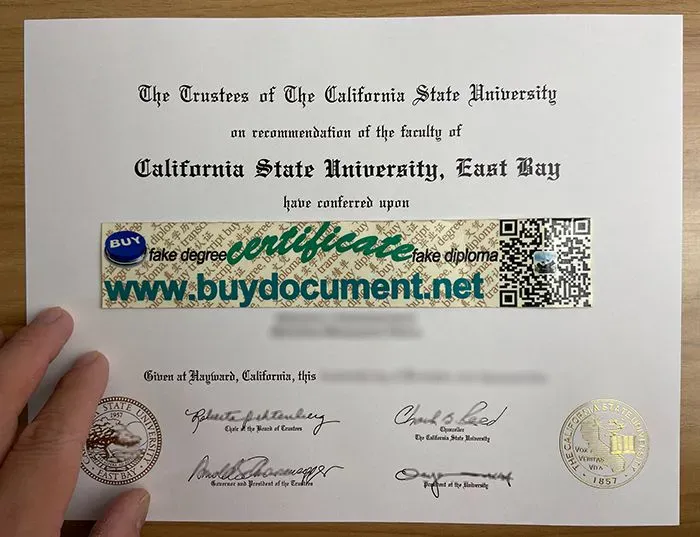 The Trustees of The California State University
on recommendation of the faculty of
California State University, East Bay
have conferred upon
BUY fake degree certificate fake diploma
www.buydocument.net
Given at Hayward, California, this
Chair of the Board of Trustees
Chancellor
The California State University
Governor and President of the Trustees
President of the University
STATE UNIVERSITY
1957
EAST BAY
THE CALIFORNIA STATE UNIVERSITY
VOX
VERITAS
VITA
1857